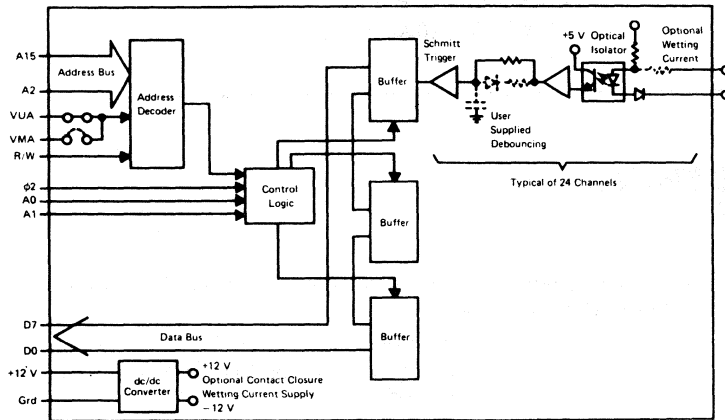 A15
Address Bus
A2
VUA
VMA
R/W
Address
Decoder
ϕ2
A0
A1
Control
Logic
Buffer
Buffer
Buffer
Schmitt
Trigger
User
Supplied
Debouncing
+5 V
Optical
Isolator
Optional
Wetting
Current
Typical of 24 Channels
D7
Data Bus
D0
+12 V
Grd
dc/dc
Converter
+12 V
Optional Contact Closure
Wetting Current Supply
−12 V